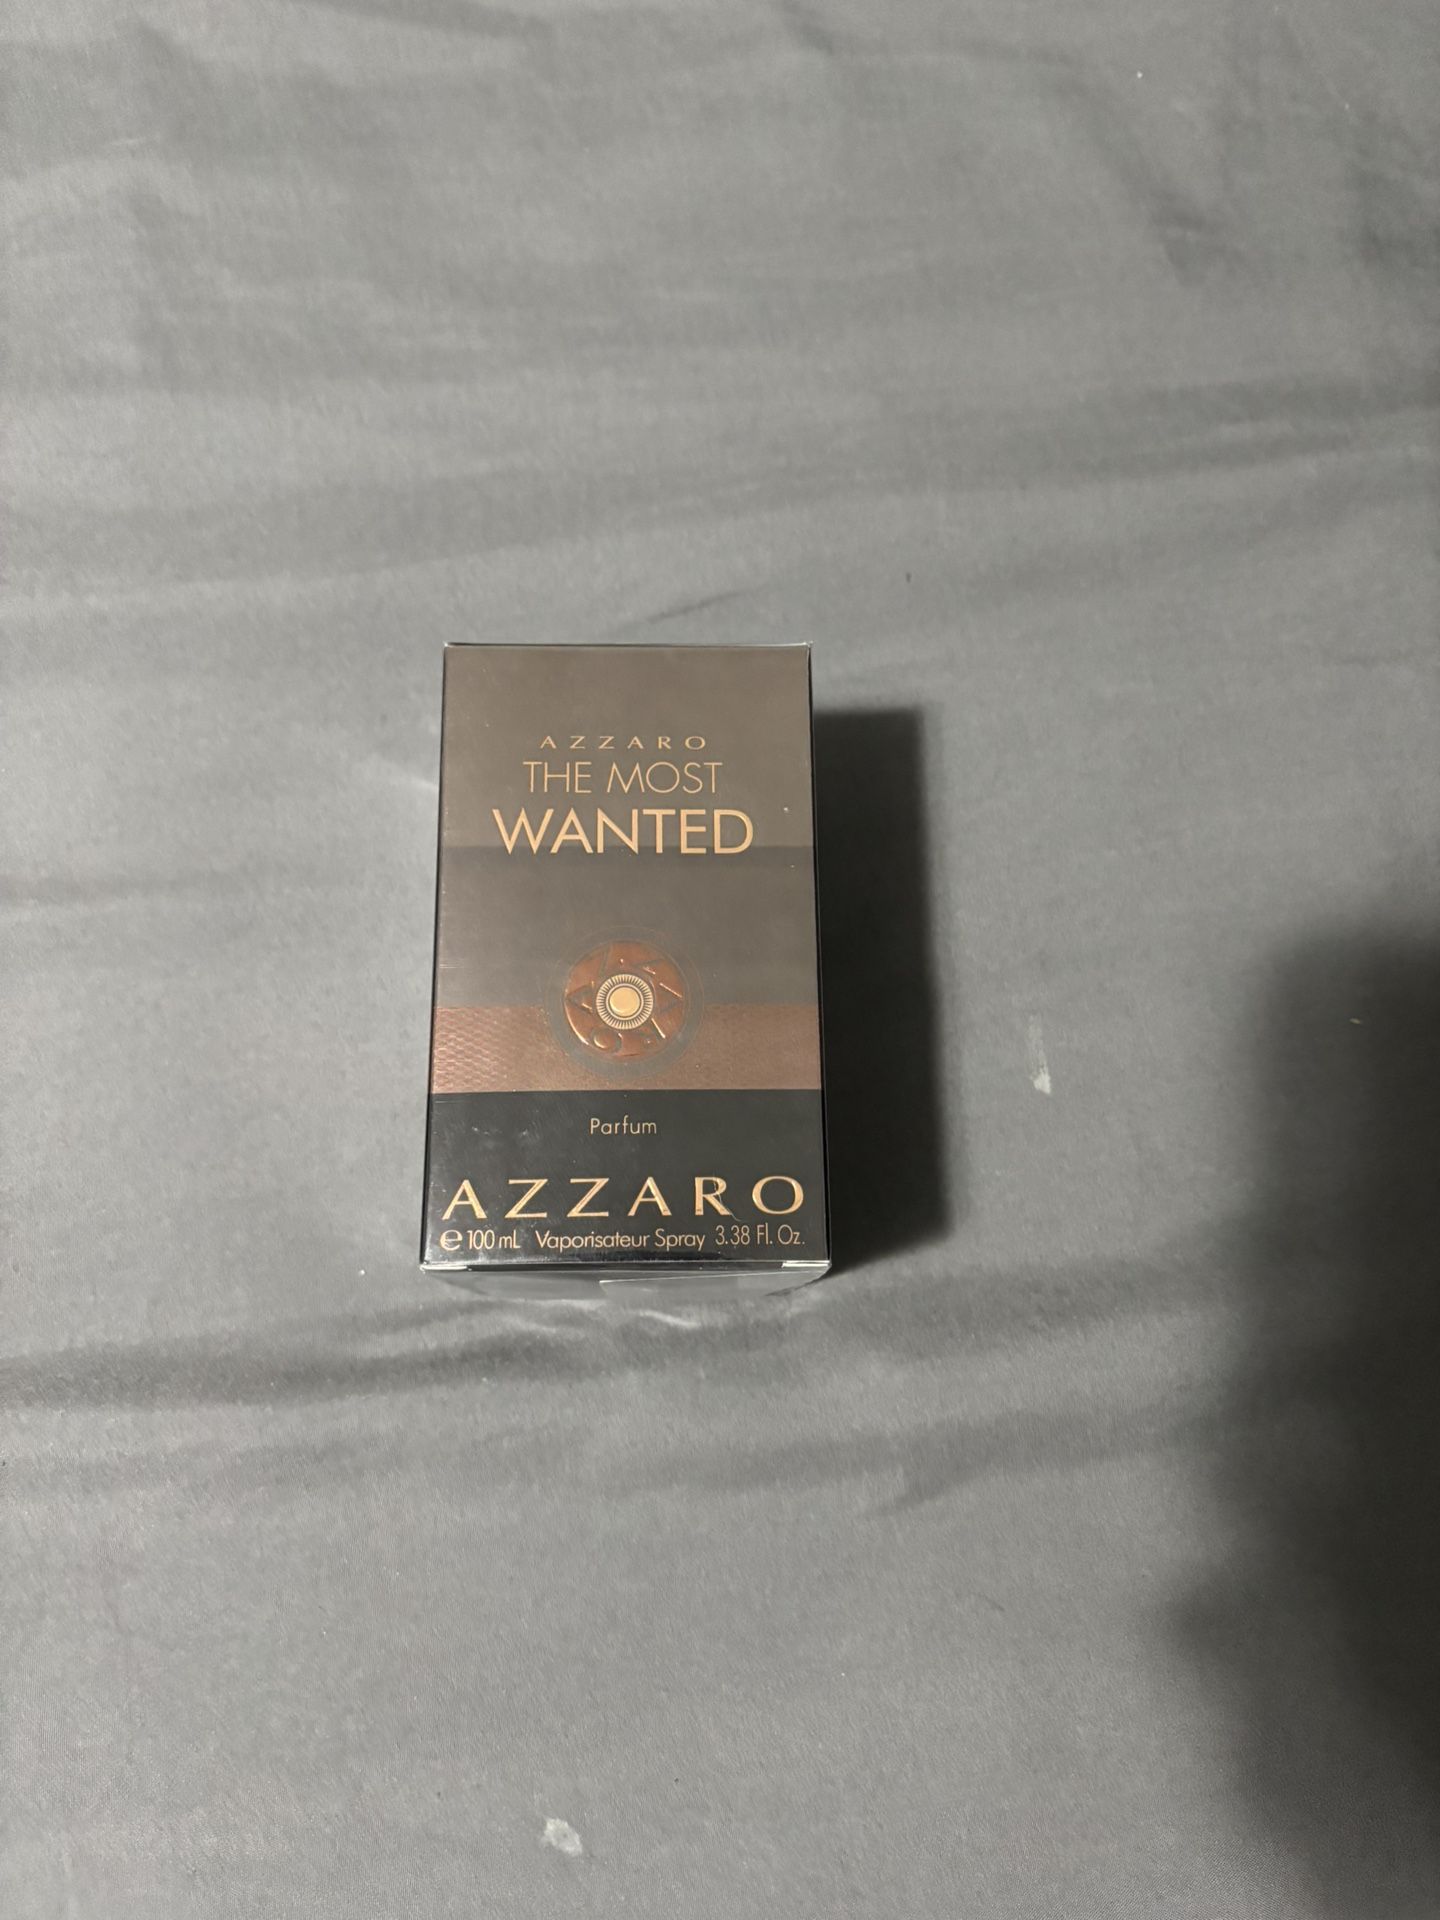 AZZARO
THE MOST
WANTED
Parfum
AZZARO
℮ 100 mL Vaporisateur Spray 3.38 Fl. Oz.